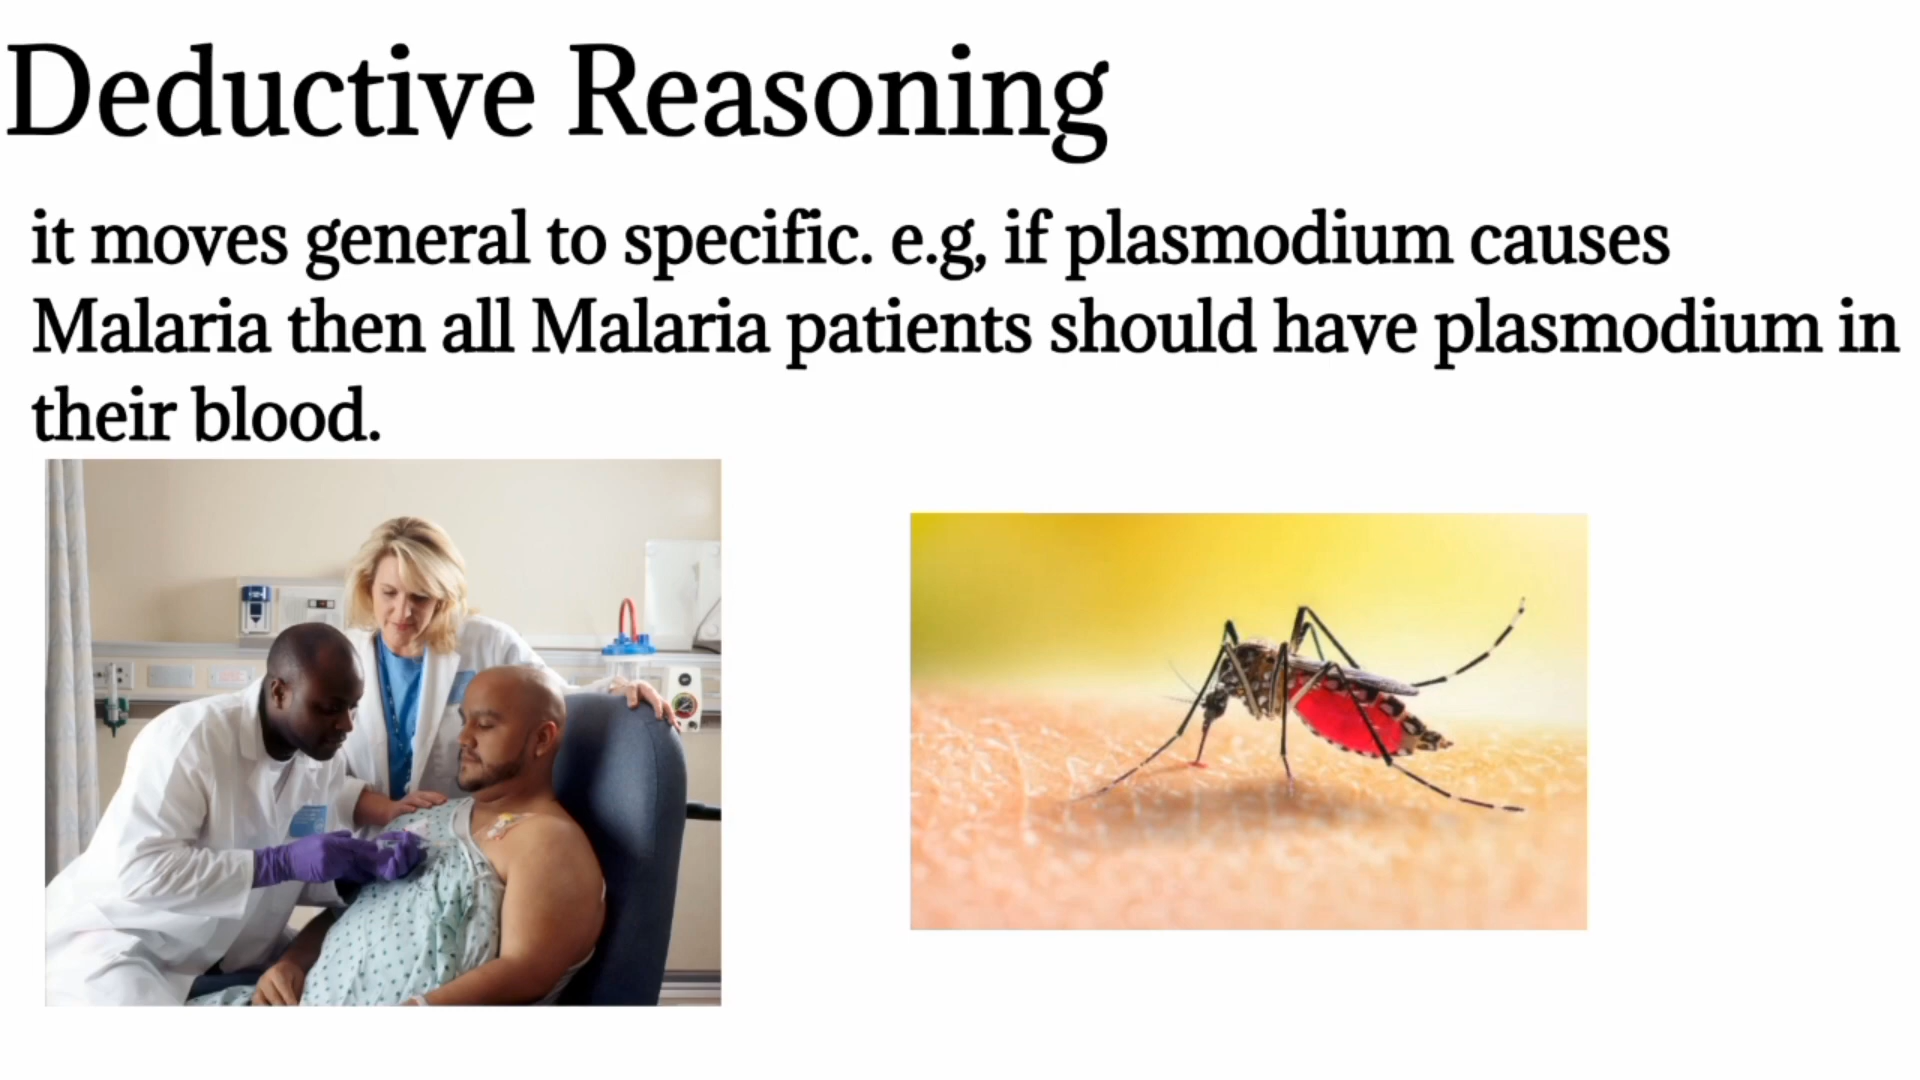 Deductive Reasoning
it moves general to specific. e.g, if plasmodium causes
Malaria then all Malaria patients should have plasmodium in
their blood.